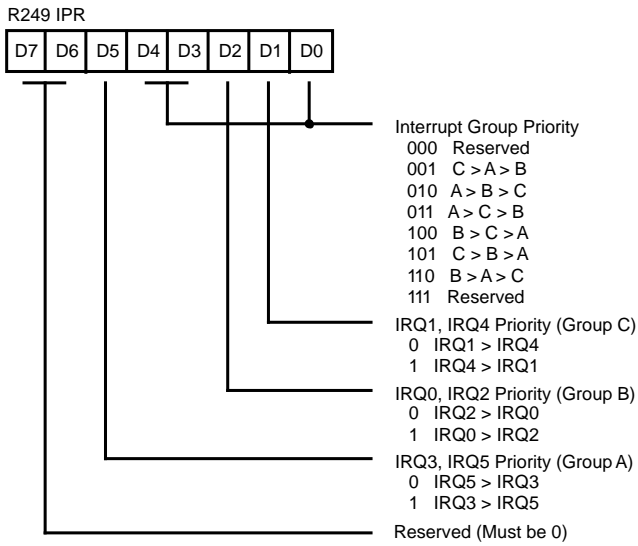 R249 IPR
D7 D6 D5 D4 D3 D2 D1 D0
Interrupt Group Priority
000 Reserved
001 C > A > B
010 A > B > C
011 A > C > B
100 B > C > A
101 C > B > A
110 B > A > C
111 Reserved
IRQ1, IRQ4 Priority (Group C)
0 IRQ1 > IRQ4
1 IRQ4 > IRQ1
IRQ0, IRQ2 Priority (Group B)
0 IRQ2 > IRQ0
1 IRQ0 > IRQ2
IRQ3, IRQ5 Priority (Group A)
0 IRQ5 > IRQ3
1 IRQ3 > IRQ5
Reserved (Must be 0)